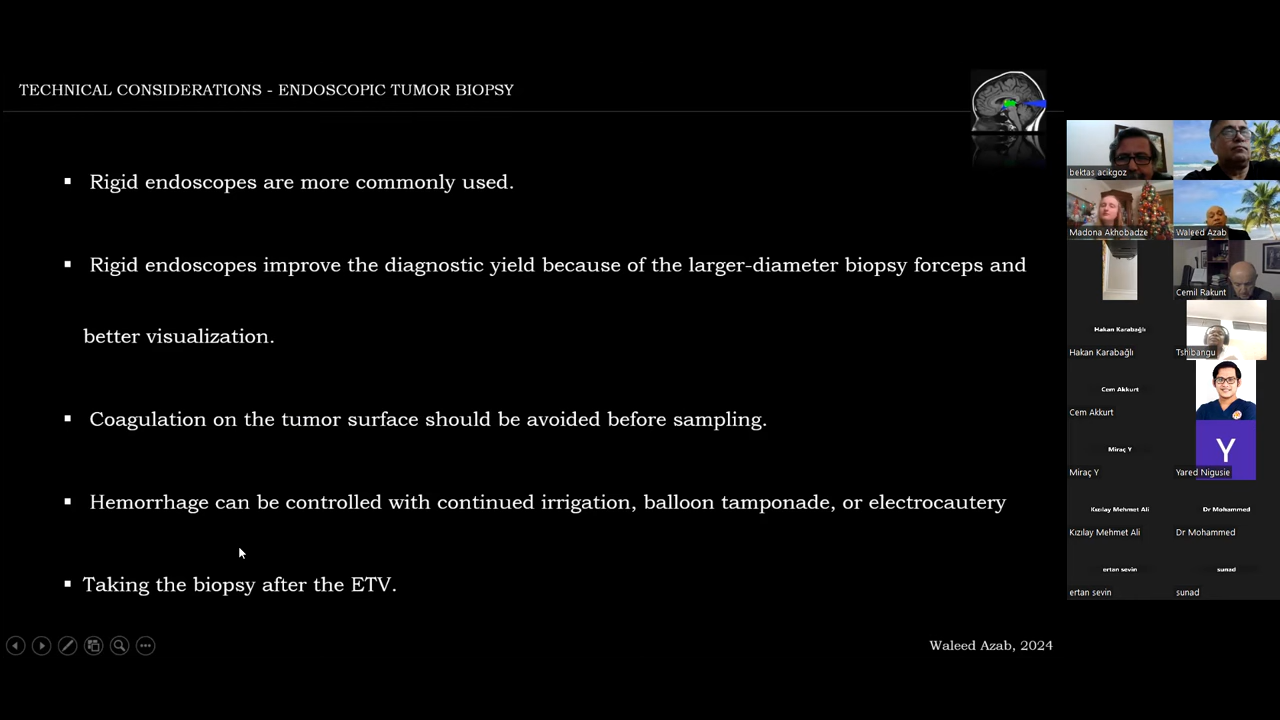 TECHNICAL CONSIDERATIONS - ENDOSCOPIC TUMOR BIOPSY
▪ Rigid endoscopes are more commonly used.
▪ Rigid endoscopes improve the diagnostic yield because of the larger-diameter biopsy forceps and
better visualization.
▪ Coagulation on the tumor surface should be avoided before sampling.
▪ Hemorrhage can be controlled with continued irrigation, balloon tamponade, or electrocautery
▪ Taking the biopsy after the ETV.
Waleed Azab, 2024
bektas acikgoz
Madona Akhobadze
Waleed Azab
Cemil Rakunt
Hakan Karabağlı
Hakan Karabağlı
Tshibangu
Cem Akkurt
Cem Akkurt
Miraç Y
Miraç Y
Y
Yared Nigusie
Kızılay Mehmet Ali
Kızılay Mehmet Ali
Dr Mohammed
Dr Mohammed
ertan sevin
ertan sevin
sunad
sunad